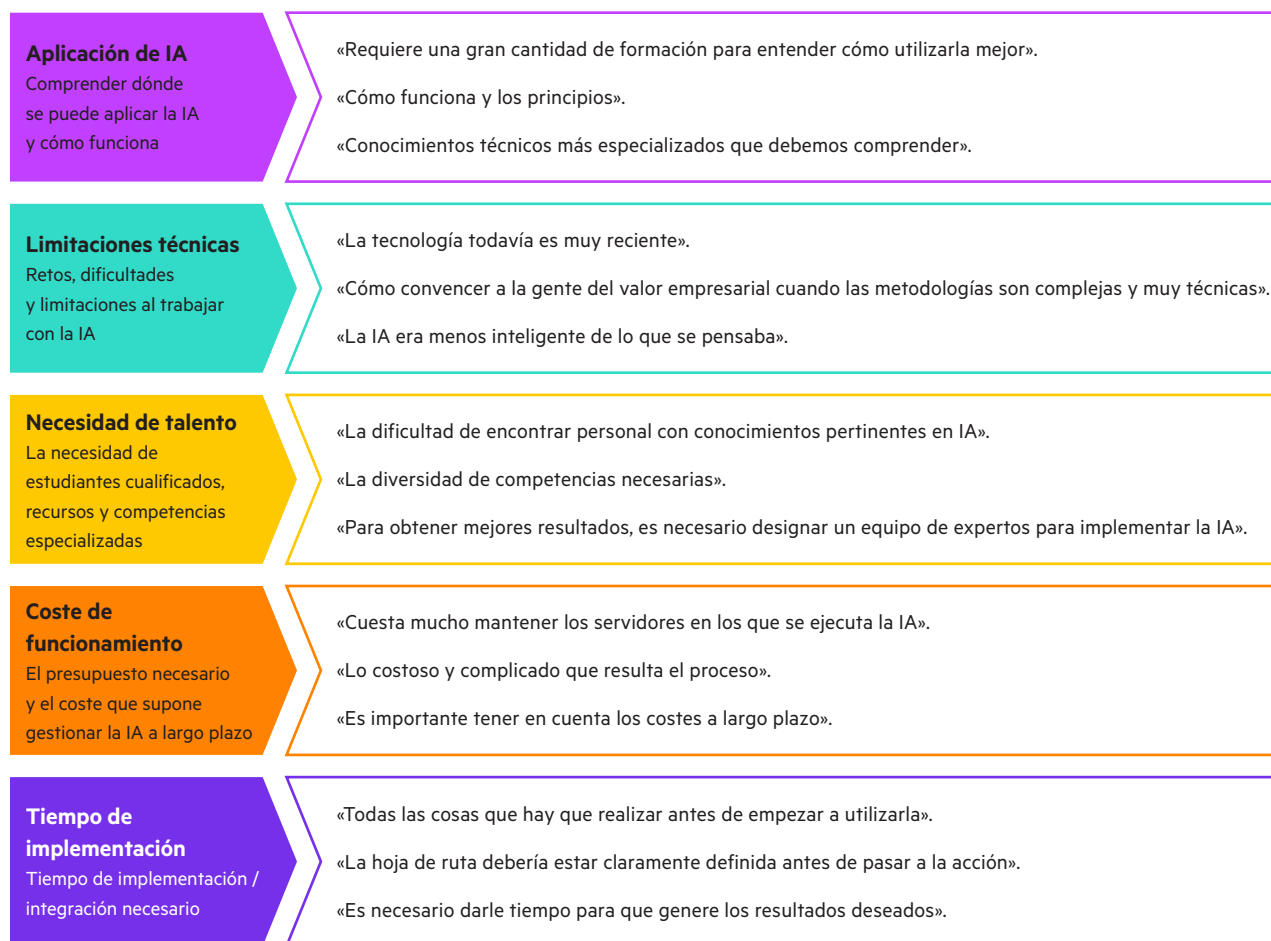 Aplicación de IA
Comprender dónde
se puede aplicar la IA
y cómo funciona
«Requiere una gran cantidad de formación para entender cómo utilizarla mejor».
«Cómo funciona y los principios».
«Conocimientos técnicos más especializados que debemos comprender».
Limitaciones técnicas
Retos, dificultades
y limitaciones al trabajar
con la IA
«La tecnología todavía es muy reciente».
«Cómo convencer a la gente del valor empresarial cuando las metodologías son complejas y muy técnicas».
«La IA era menos inteligente de lo que se pensaba».
Necesidad de talento
La necesidad de
estudiantes cualificados,
recursos y competencias
especializadas
«La dificultad de encontrar personal con conocimientos pertinentes en IA».
«La diversidad de competencias necesarias».
«Para obtener mejores resultados, es necesario designar un equipo de expertos para implementar la IA».
Coste de
funcionamiento
El presupuesto necesario
y el coste que supone
gestionar la IA a largo plazo
«Cuesta mucho mantener los servidores en los que se ejecuta la IA».
«Lo costoso y complicado que resulta el proceso».
«Es importante tener en cuenta los costes a largo plazo».
Tiempo de
implementación
Tiempo de implementación /
integración necesario
«Todas las cosas que hay que realizar antes de empezar a utilizarla».
«La hoja de ruta debería estar claramente definida antes de pasar a la acción».
«Es necesario darle tiempo para que genere los resultados deseados».